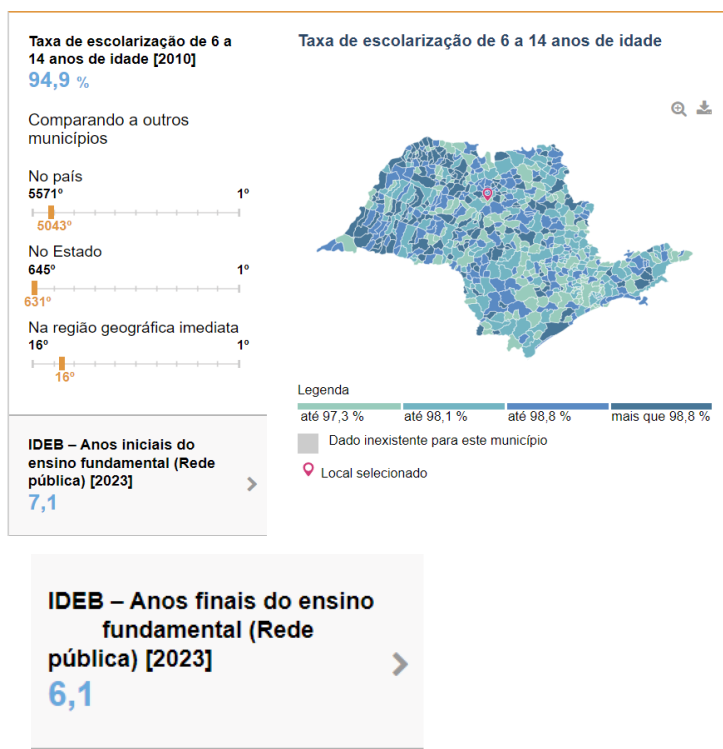 Taxa de escolarização de 6 a
14 anos de idade [2010]
94,9 %
Comparando a outros
municípios
No país
5571º 1º
5043º
No Estado
645º 1º
631º
Na região geográfica imediata
16º 1º
16º
IDEB – Anos iniciais do
ensino fundamental (Rede
pública) [2023]
7,1
Taxa de escolarização de 6 a 14 anos de idade
Legenda
até 97,3 % até 98,1 % até 98,8 % mais que 98,8 %
Dado inexistente para este município
Local selecionado
IDEB – Anos finais do ensino
fundamental (Rede
pública) [2023]
6,1